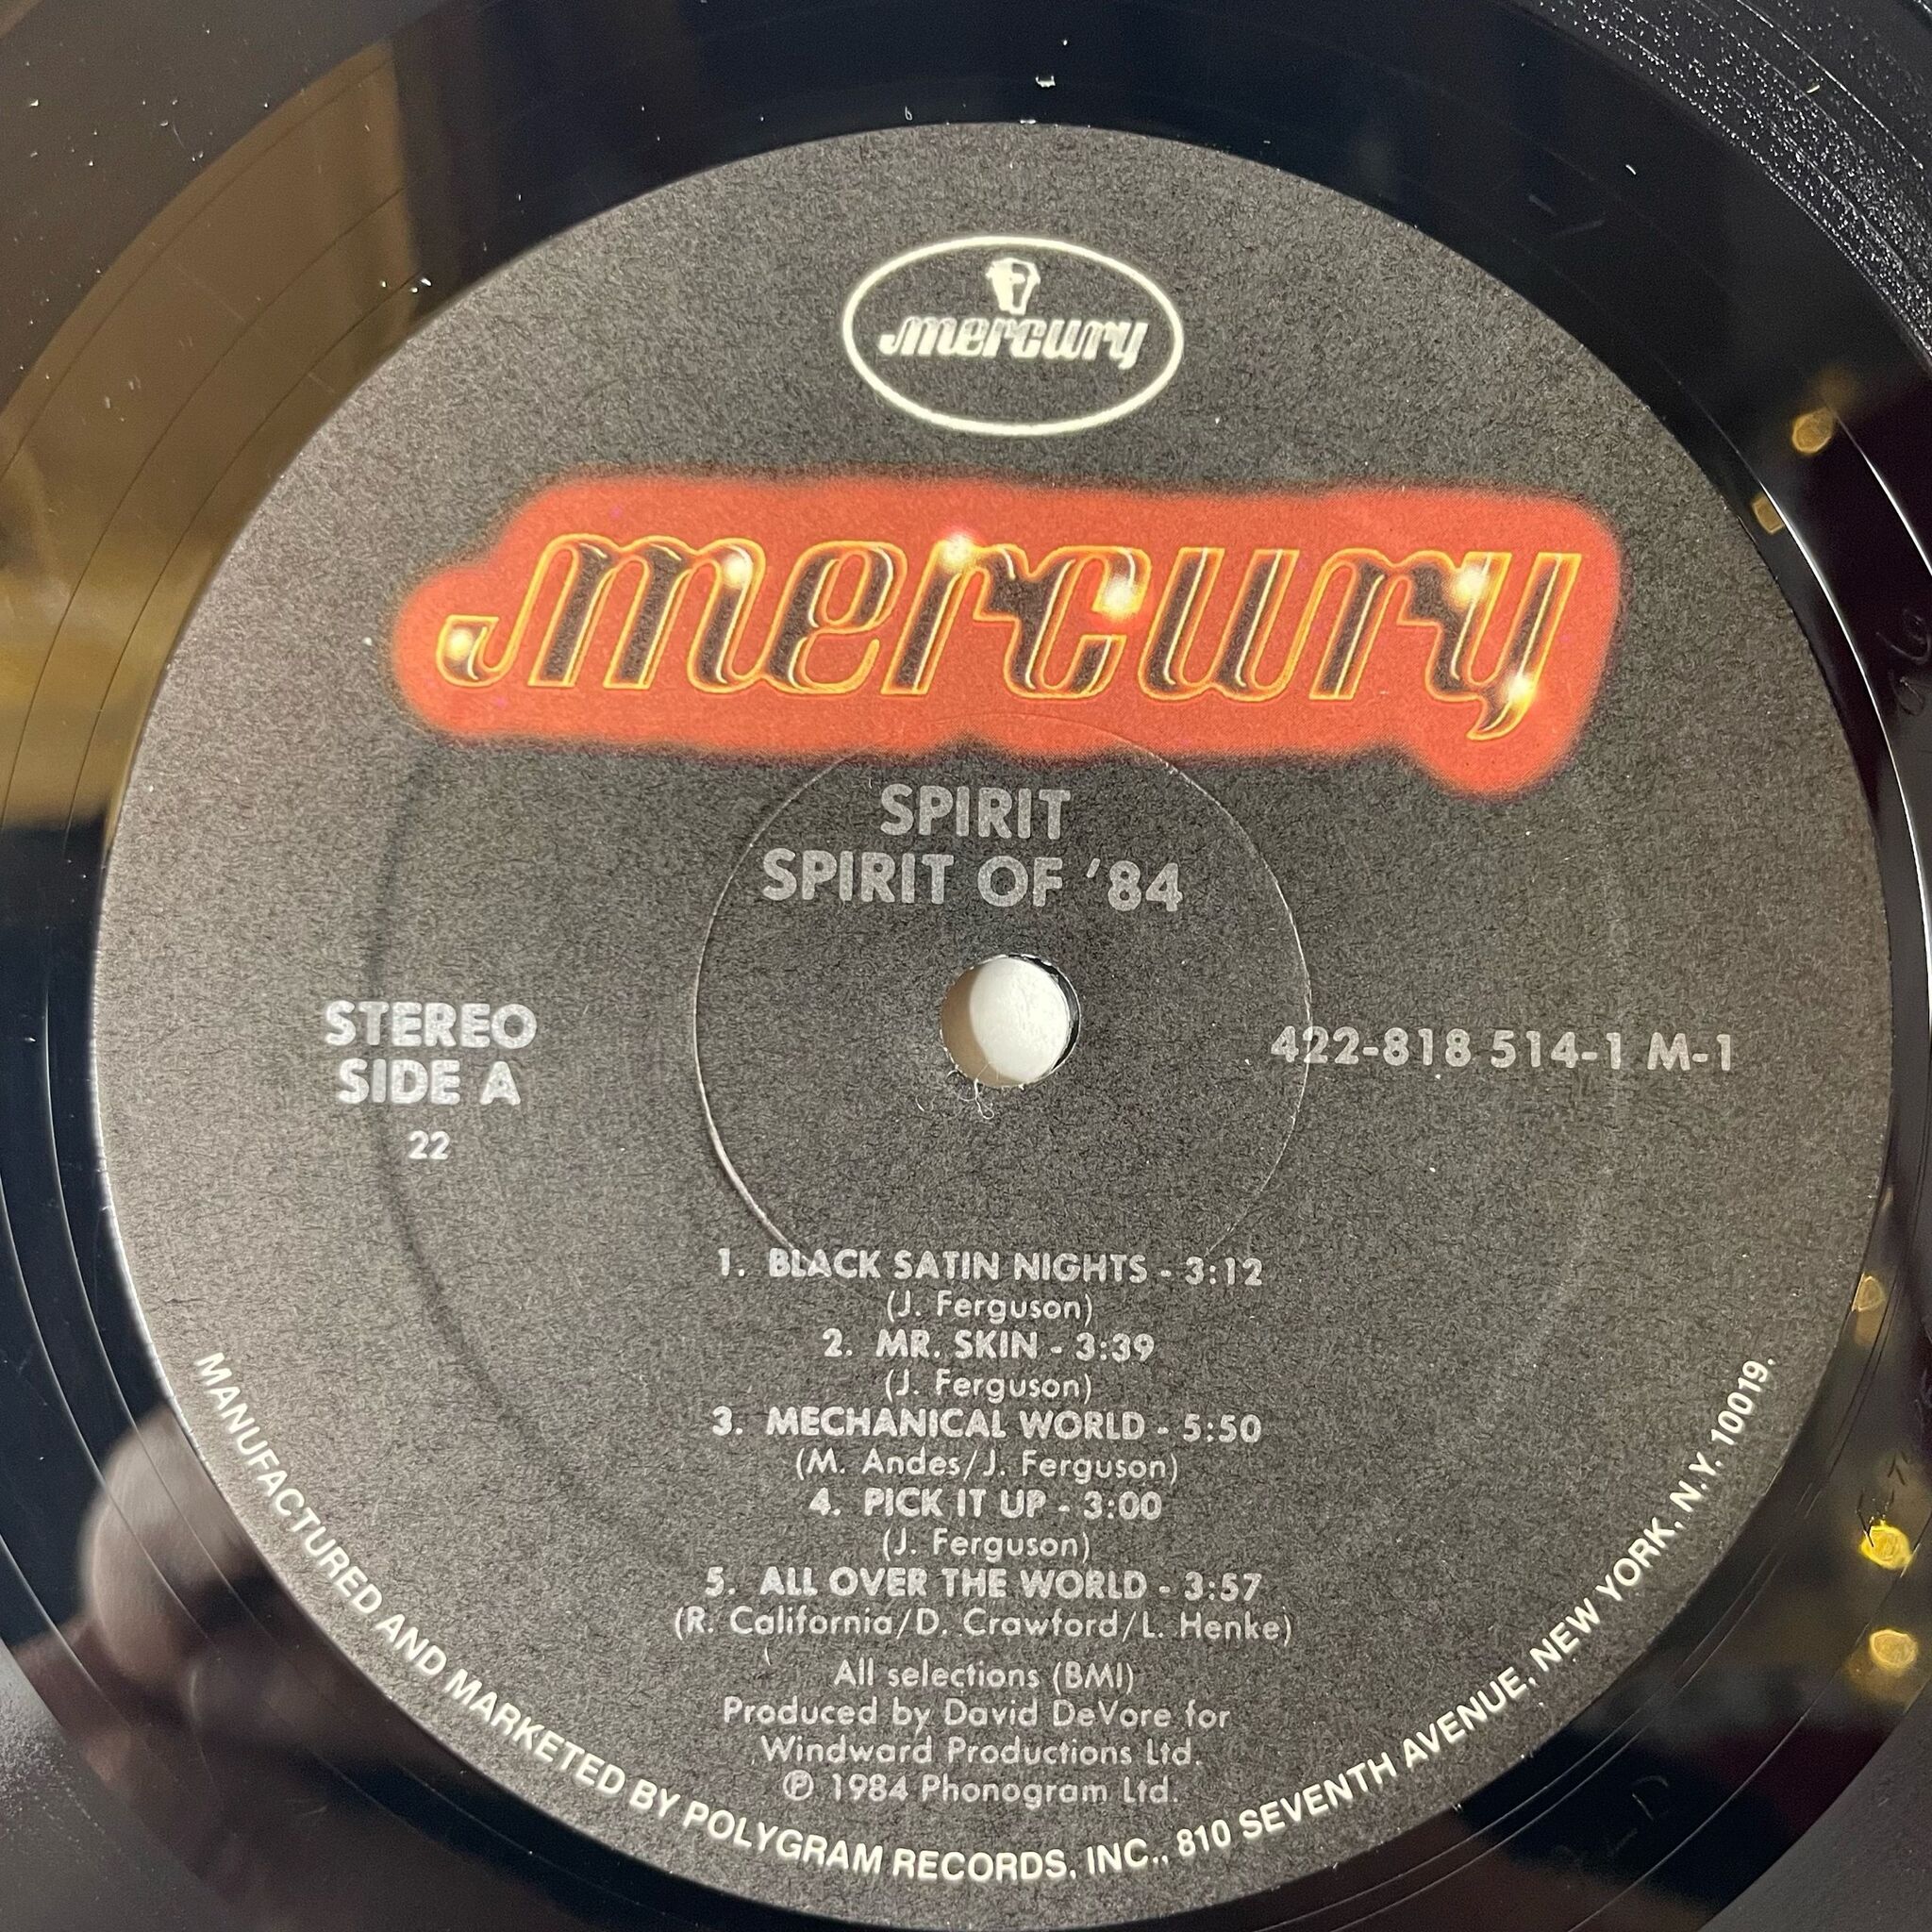 mercury
mercury
SPIRIT
SPIRIT OF '84
STEREO
SIDE A
22
422-818 514-1 M-1
1. BLACK SATIN NIGHTS - 3:12
(J. Ferguson)
2. MR. SKIN - 3:39
(J. Ferguson)
3. MECHANICAL WORLD - 5:50
(M. Andes/J. Ferguson)
4. PICK IT UP - 3:00
(J. Ferguson)
5. ALL OVER THE WORLD - 3:57
(R. California/D. Crawford/L. Henke)
All selections (BMI)
Produced by David DeVore for
Windward Productions Ltd.
℗ 1984 Phonogram Ltd.
MANUFACTURED AND MARKETED BY POLYGRAM RECORDS, INC., 810 SEVENTH AVENUE, NEW YORK, N.Y. 10019.